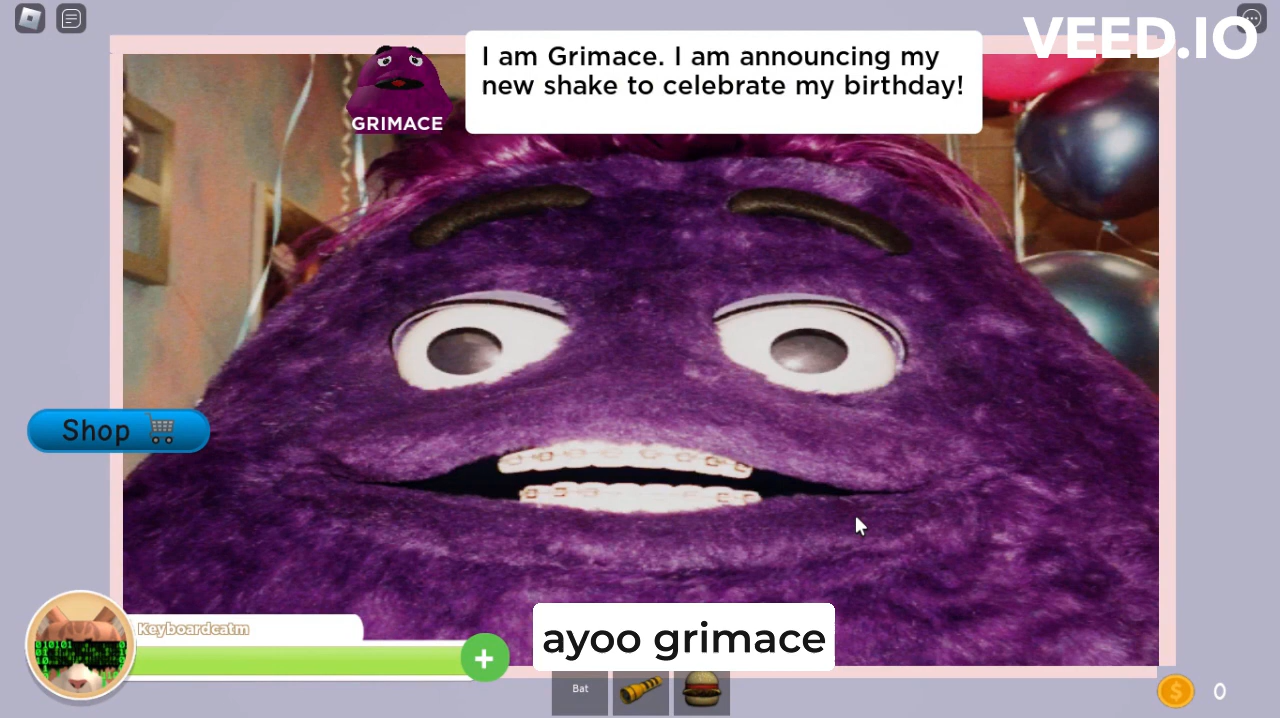 VEED.IO
I am Grimace. I am announcing my
new shake to celebrate my birthday!
GRIMACE
Shop
Keyboardcatm
ayoo grimace
Bat
0